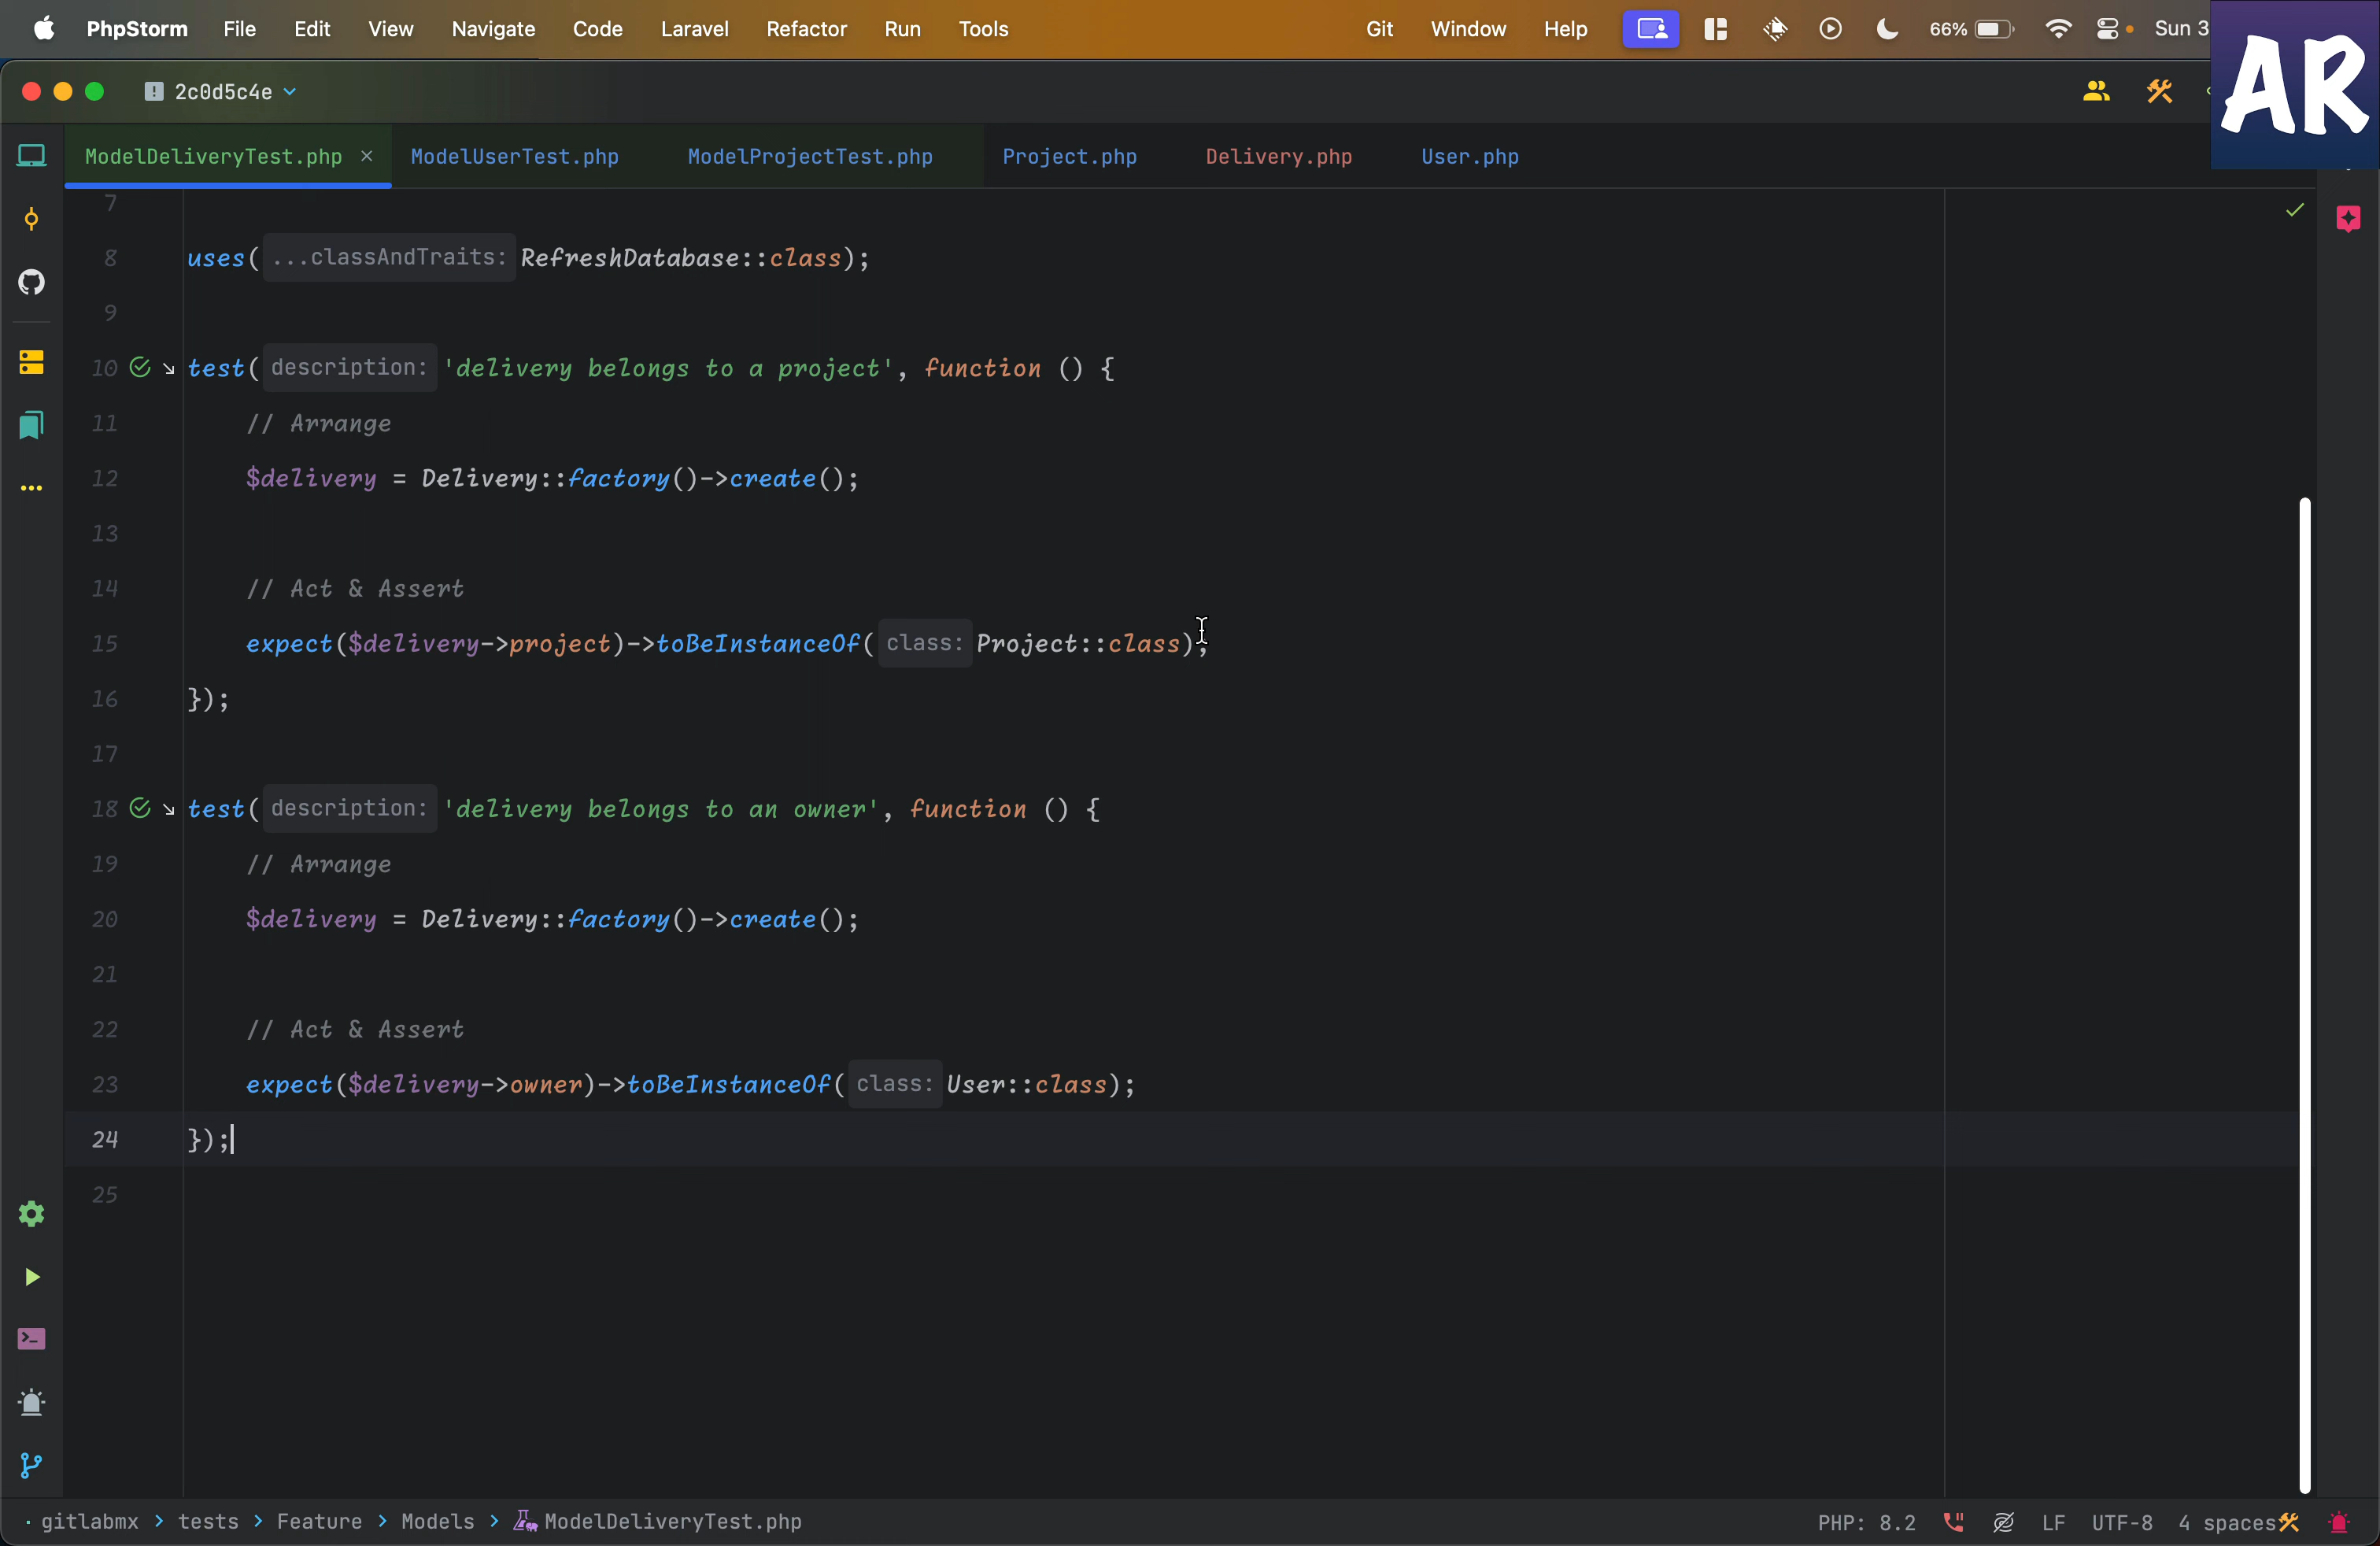 PhpStorm File Edit View Navigate Code Laravel Refactor Run Tools Git Window Help 66% Sun 3
AR
2c0d5c4e
ModelDeliveryTest.php ModelUserTest.php ModelProjectTest.php Project.php Delivery.php User.php
7
8 uses( ...classAndTraits: RefreshDatabase::class);
9
10 test( description: 'delivery belongs to a project', function () {
11 // Arrange
12 $delivery = Delivery::factory()->create();
13
14 // Act & Assert
15 expect($delivery->project)->toBeInstanceOf( class: Project::class);
16 });
17
18 test( description: 'delivery belongs to an owner', function () {
19 // Arrange
20 $delivery = Delivery::factory()->create();
21
22 // Act & Assert
23 expect($delivery->owner)->toBeInstanceOf( class: User::class);
24 });
25
gitlabmx > tests > Feature > Models > ModelDeliveryTest.php PHP: 8.2 LF UTF-8 4 spaces